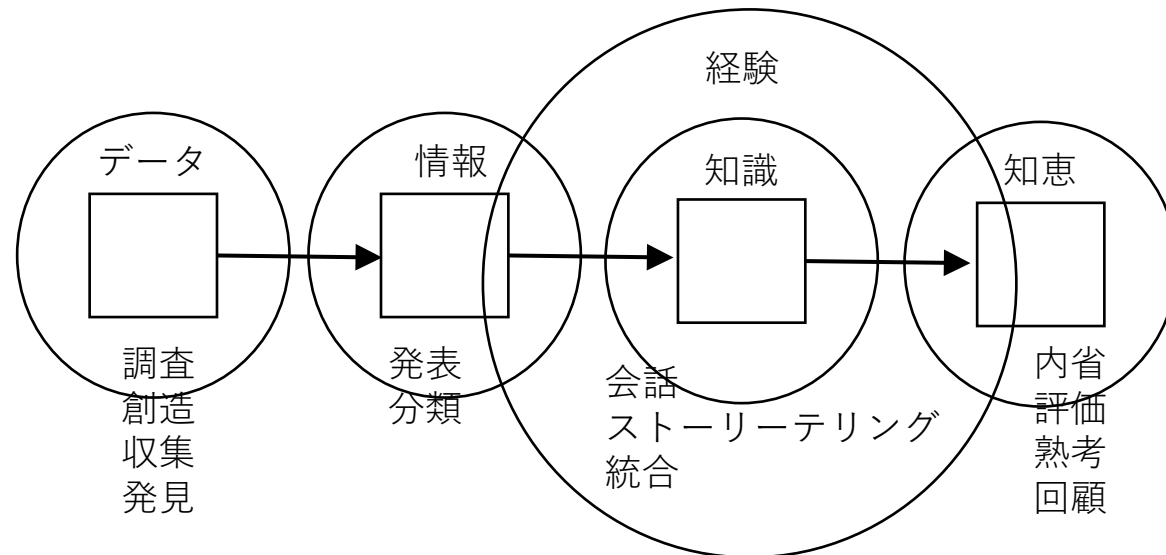 経験
データ
情報
知識
知恵
調査
創造
収集
発見
発表
分類
会話
ストーリーテリング
統合
内省
評価
熟考
回顧